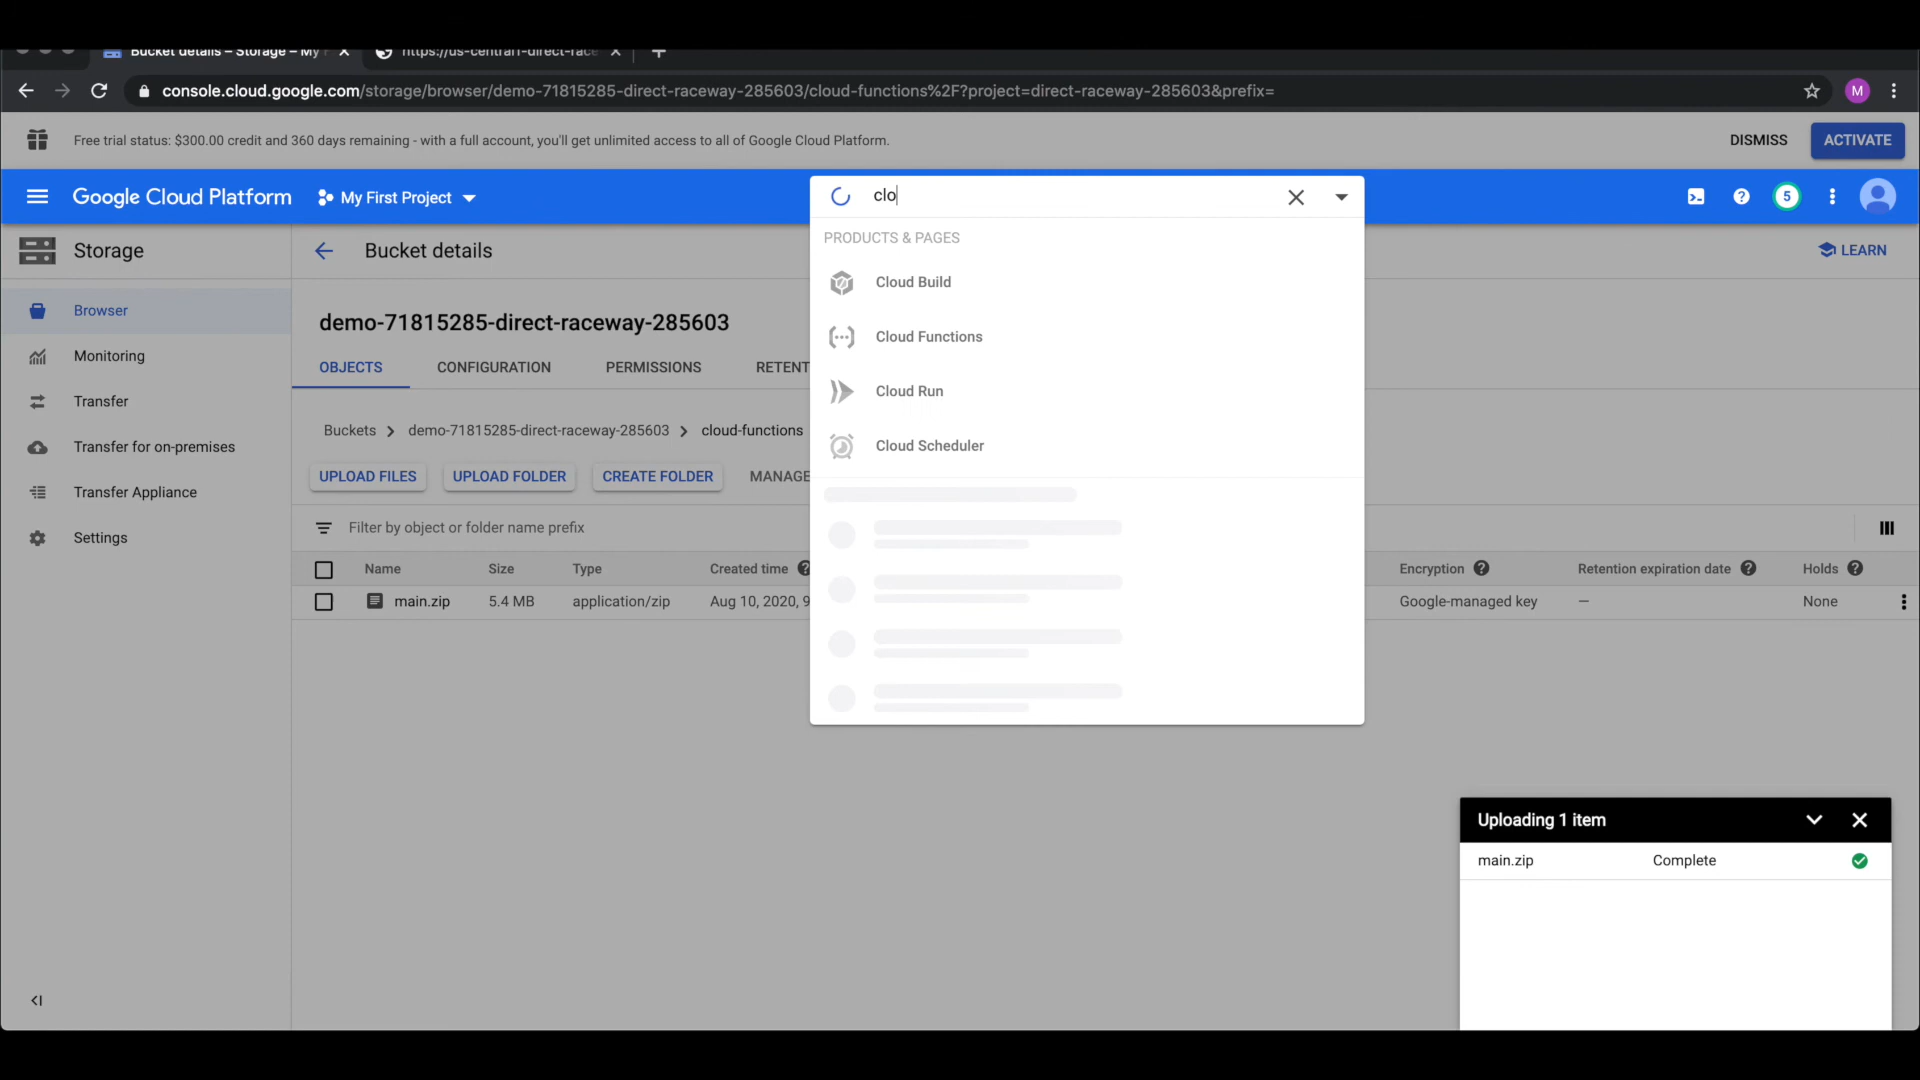 Bucket details – Storage – My F
https://us-central1-direct-race
console.cloud.google.com/storage/browser/demo-71815285-direct-raceway-285603/cloud-functions%2F?project=direct-raceway-285603&prefix=
M
Free trial status: $300.00 credit and 360 days remaining - with a full account, you'll get unlimited access to all of Google Cloud Platform.
DISMISS
ACTIVATE
Google Cloud Platform
My First Project
clo
5
Storage
Bucket details
LEARN
PRODUCTS & PAGES
Cloud Build
Cloud Functions
Cloud Run
Cloud Scheduler
Browser
Monitoring
Transfer
Transfer for on-premises
Transfer Appliance
Settings
demo-71815285-direct-raceway-285603
OBJECTS
CONFIGURATION
PERMISSIONS
RETENT
Buckets > demo-71815285-direct-raceway-285603 > cloud-functions
UPLOAD FILES
UPLOAD FOLDER
CREATE FOLDER
MANAGE
Filter by object or folder name prefix
Name Size Type Created time Encryption Retention expiration date Holds
main.zip 5.4 MB application/zip Aug 10, 2020, 9 Google-managed key — None
Uploading 1 item
main.zip Complete